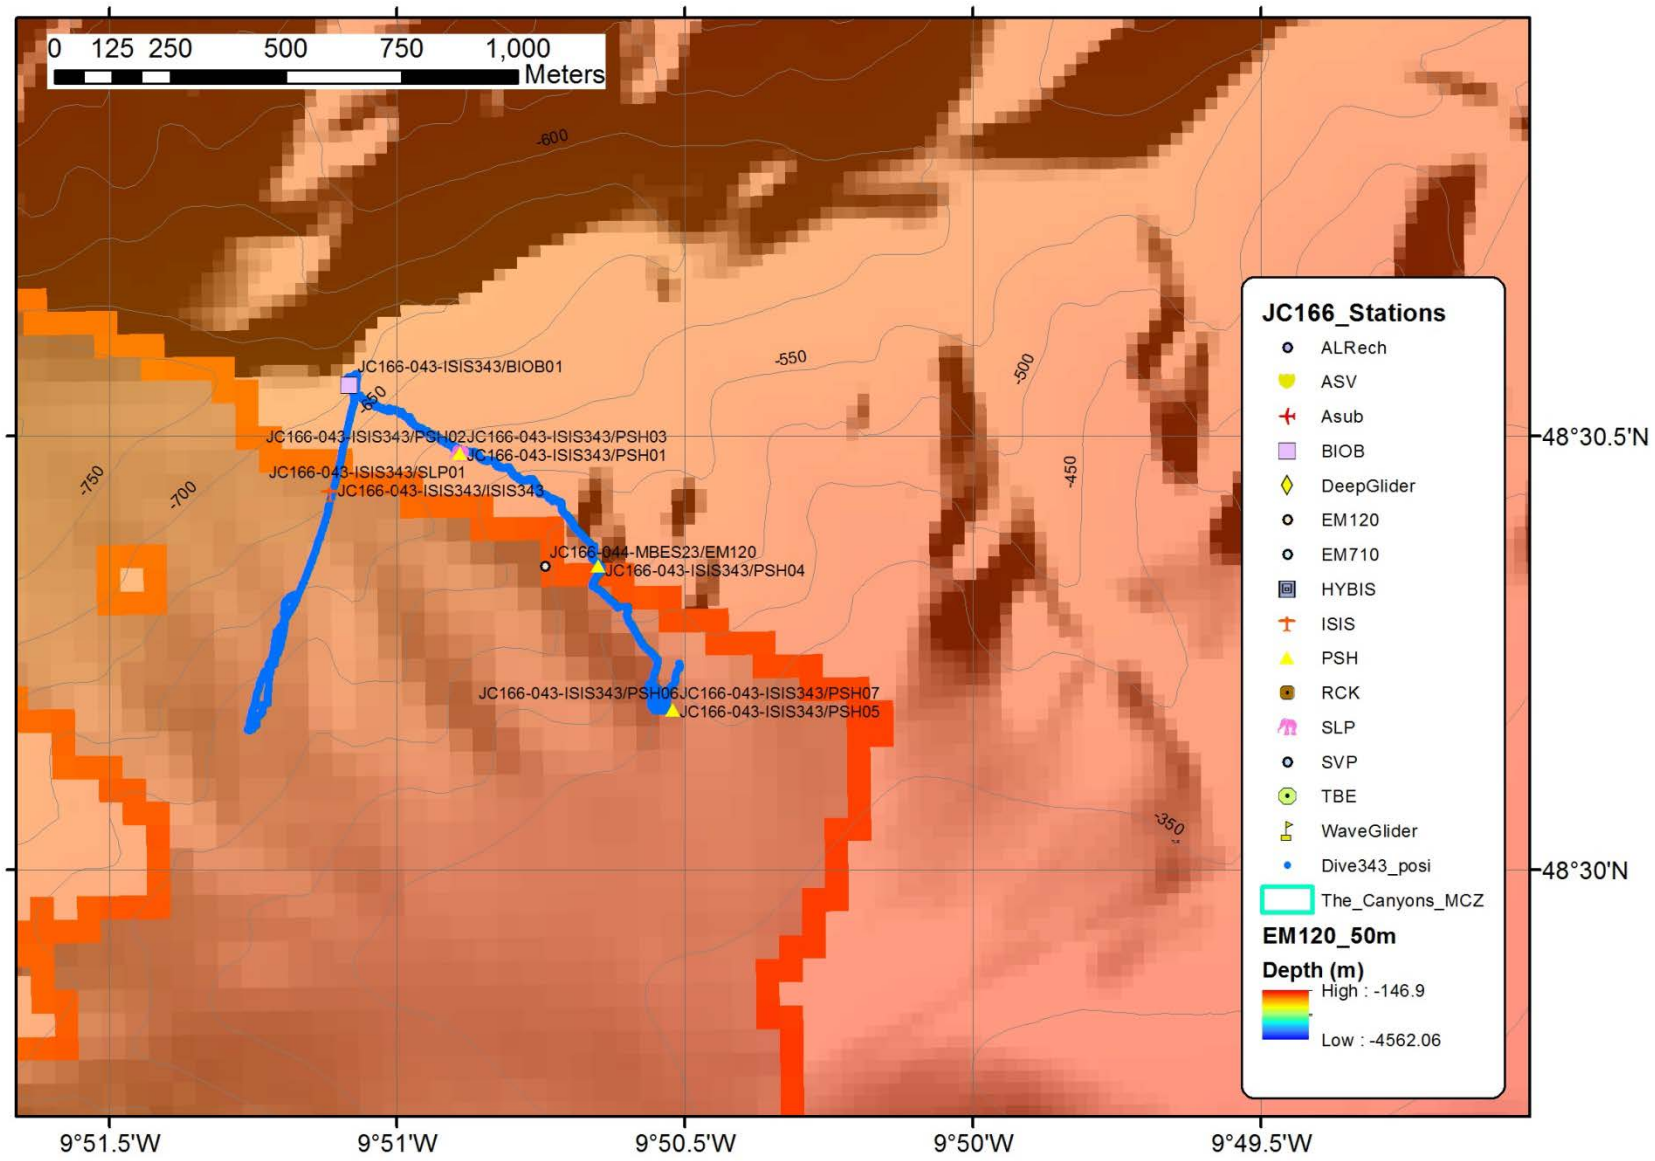 0 125 250 500 750 1,000
Meters
-600
JC166-043-ISIS343/BIOB01
-550
-500
-650
JC166-043-ISIS343/PSH02 JC166-043-ISIS343/PSH03
48°30.5'N
JC166-043-ISIS343/PSH01
JC166-043-ISIS343/SLP01
-450
-750
-700
JC166-043-ISIS343/ISIS343
JC166-044-MBES23/EM120
JC166-043-ISIS343/PSH04
JC166-043-ISIS343/PSH06 JC166-043-ISIS343/PSH07
JC166-043-ISIS343/PSH05
-350
48°30'N
JC166_Stations
ALRech
ASV
Asub
BIOB
DeepGlider
EM120
EM710
HYBIS
ISIS
PSH
RCK
SLP
SVP
TBE
WaveGlider
Dive343_posi
The_Canyons_MCZ
EM120_50m
Depth (m)
High : -146.9
Low : -4562.06
9°51.5'W 9°51'W 9°50.5'W 9°50'W 9°49.5'W